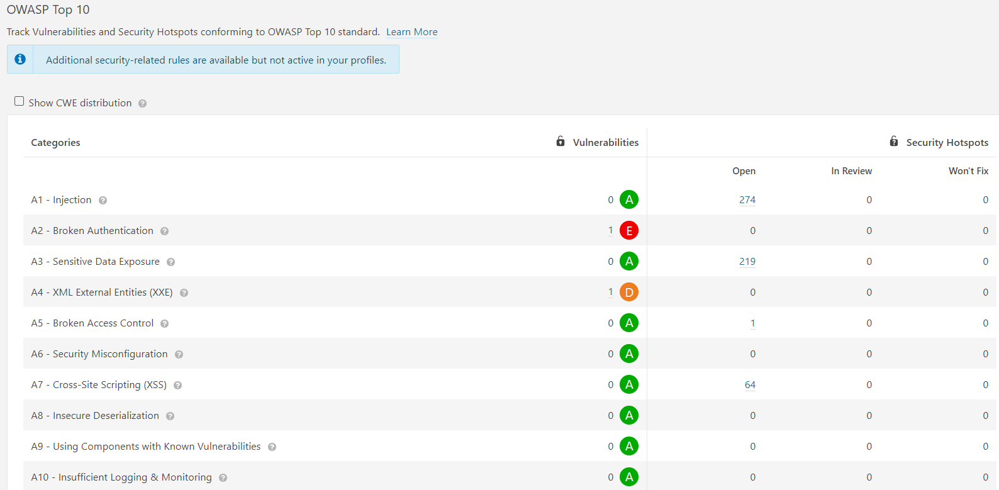 OWASP Top 10
Track Vulnerabilities and Security Hotspots conforming to OWASP Top 10 standard. Learn More
Additional security-related rules are available but not active in your profiles.
Show CWE distribution ?
Categories Vulnerabilities Security Hotspots
Open In Review Won't Fix
A1 - Injection ? 0 A 274 0 0
A2 - Broken Authentication ? 1 E 0 0 0
A3 - Sensitive Data Exposure ? 0 A 219 0 0
A4 - XML External Entities (XXE) ? 1 D 0 0 0
A5 - Broken Access Control ? 0 A 1 0 0
A6 - Security Misconfiguration ? 0 A 0 0 0
A7 - Cross-Site Scripting (XSS) ? 0 A 64 0 0
A8 - Insecure Deserialization ? 0 A 0 0 0
A9 - Using Components with Known Vulnerabilities ? 0 A 0 0 0
A10 - Insufficient Logging & Monitoring ? 0 A 0 0 0